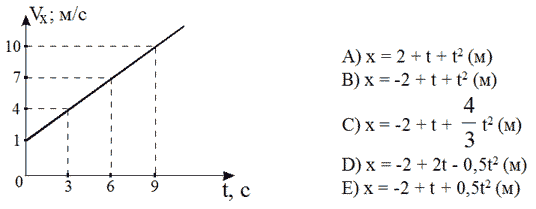 Vₓ; м/с
10
7
4
1
0
3 6 9
t, с
A) x = 2 + t + t² (м)
B) x = -2 + t + t² (м)
C) x = -2 + t + 4/3 t² (м)
D) x = -2 + 2t - 0,5t² (м)
E) x = -2 + t + 0,5t² (м)